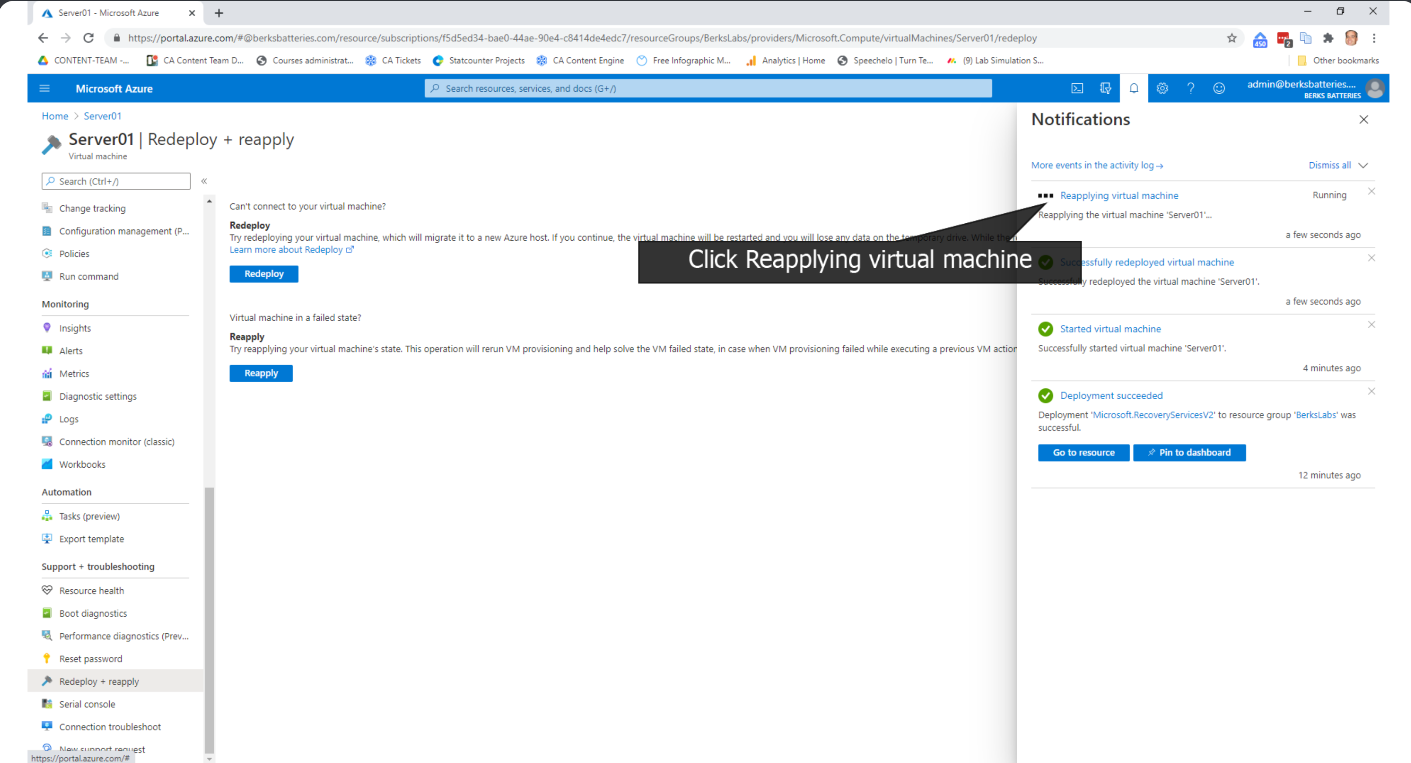 Server01 - Microsoft Azure
https://portal.azure.com/#@berksbatteries.com/resource/subscriptions/f5d5ed34-bae0-44ae-90e4-c8414de4edc7/resourceGroups/BerksLabs/providers/Microsoft.Compute/virtualMachines/Server01/redeploy
450
2
CONTENT-TEAM -...
CA Content Team D...
Courses administrat...
CA Tickets
Statcounter Projects
CA Content Engine
Free Infographic M...
Analytics | Home
Speechelo | Turn Te...
(9) Lab Simulation S...
Other bookmarks
Microsoft Azure
Search resources, services, and docs (G+/)
admin@berksbatteries....
BERKS BATTERIES
Home > Server01
Server01 | Redeploy + reapply
Virtual machine
Search (Ctrl+/)
Change tracking
Configuration management (P...
Policies
Run command
Monitoring
Insights
Alerts
Metrics
Diagnostic settings
Logs
Connection monitor (classic)
Workbooks
Automation
Tasks (preview)
Export template
Support + troubleshooting
Resource health
Boot diagnostics
Performance diagnostics (Prev...
Reset password
Redeploy + reapply
Serial console
Connection troubleshoot
New support request
https://portal.azure.com/#
Can't connect to your virtual machine?
Redeploy
Try redeploying your virtual machine, which will migrate it to a new Azure host. If you continue, the virtual machine will be restarted and you will lose any data on the temporary drive. While the
Learn more about Redeploy
Redeploy
Virtual machine in a failed state?
Reapply
Try reapplying your virtual machine's state. This operation will rerun VM provisioning and help solve the VM failed state, in case when VM provisioning failed while executing a previous VM action
Reapply
Click Reapplying virtual machine
Notifications
More events in the activity log →
Dismiss all
Reapplying virtual machine
Running
Reapplying the virtual machine 'Server01'...
a few seconds ago
Successfully redeployed virtual machine
Successfully redeployed the virtual machine 'Server01'.
a few seconds ago
Started virtual machine
Successfully started virtual machine 'Server01'.
4 minutes ago
Deployment succeeded
Deployment 'Microsoft.RecoveryServicesV2' to resource group 'BerksLabs' was
successful.
Go to resource
Pin to dashboard
12 minutes ago